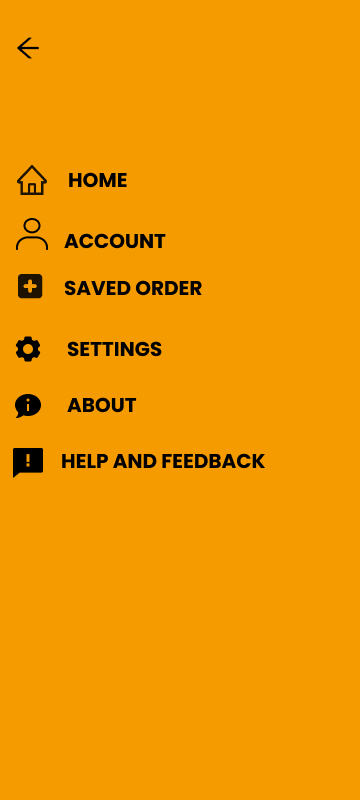 HOME
ACCOUNT
SAVED ORDER
SETTINGS
ABOUT
HELP AND FEEDBACK